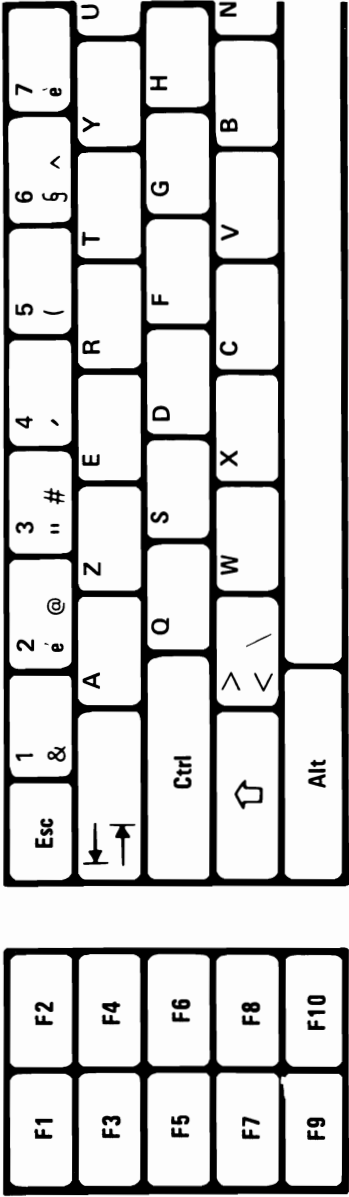 F1 F2 Esc 1 2 3 4 5 6 7
& é @ " # ' ( § ^ è
F3 F4 A Z E R T Y U
F5 F6 Ctrl Q S D F G H
F7 F8 > W X C V B N
< \
F9 F10 Alt